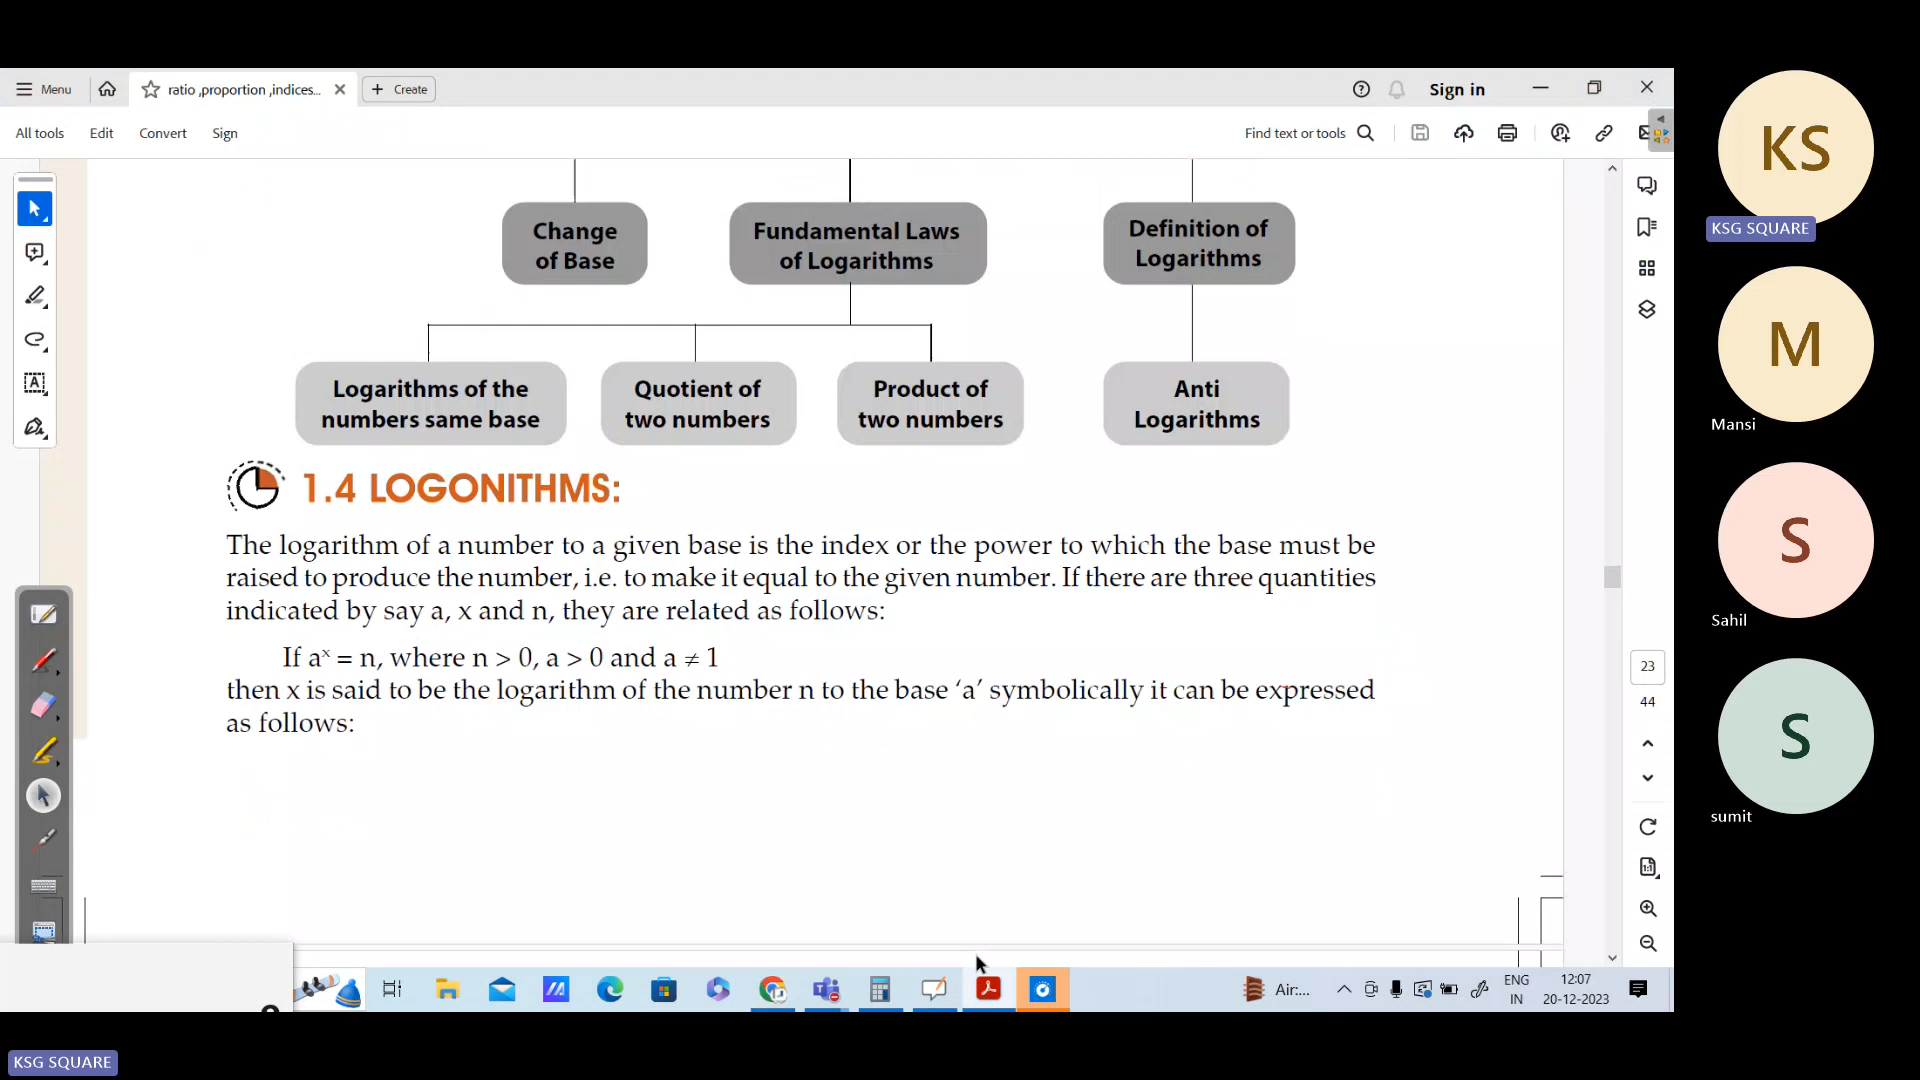 Menu
ratio ,proportion ,indices...
Create
Sign in
All tools
Edit
Convert
Sign
Find text or tools
Change
of Base
Fundamental Laws
of Logarithms
Definition of
Logarithms
Logarithms of the
numbers same base
Quotient of
two numbers
Product of
two numbers
Anti
Logarithms
1.4 LOGONITHMS:
The logarithm of a number to a given base is the index or the power to which the base must be
raised to produce the number, i.e. to make it equal to the given number. If there are three quantities
indicated by say a, x and n, they are related as follows:
If aˣ = n, where n > 0, a > 0 and a ≠ 1
then x is said to be the logarithm of the number n to the base ‘a’ symbolically it can be expressed
as follows:
23
44
Air:...
ENG
IN
12:07
20-12-2023
KS
KSG SQUARE
M
Mansi
S
Sahil
S
sumit
KSG SQUARE